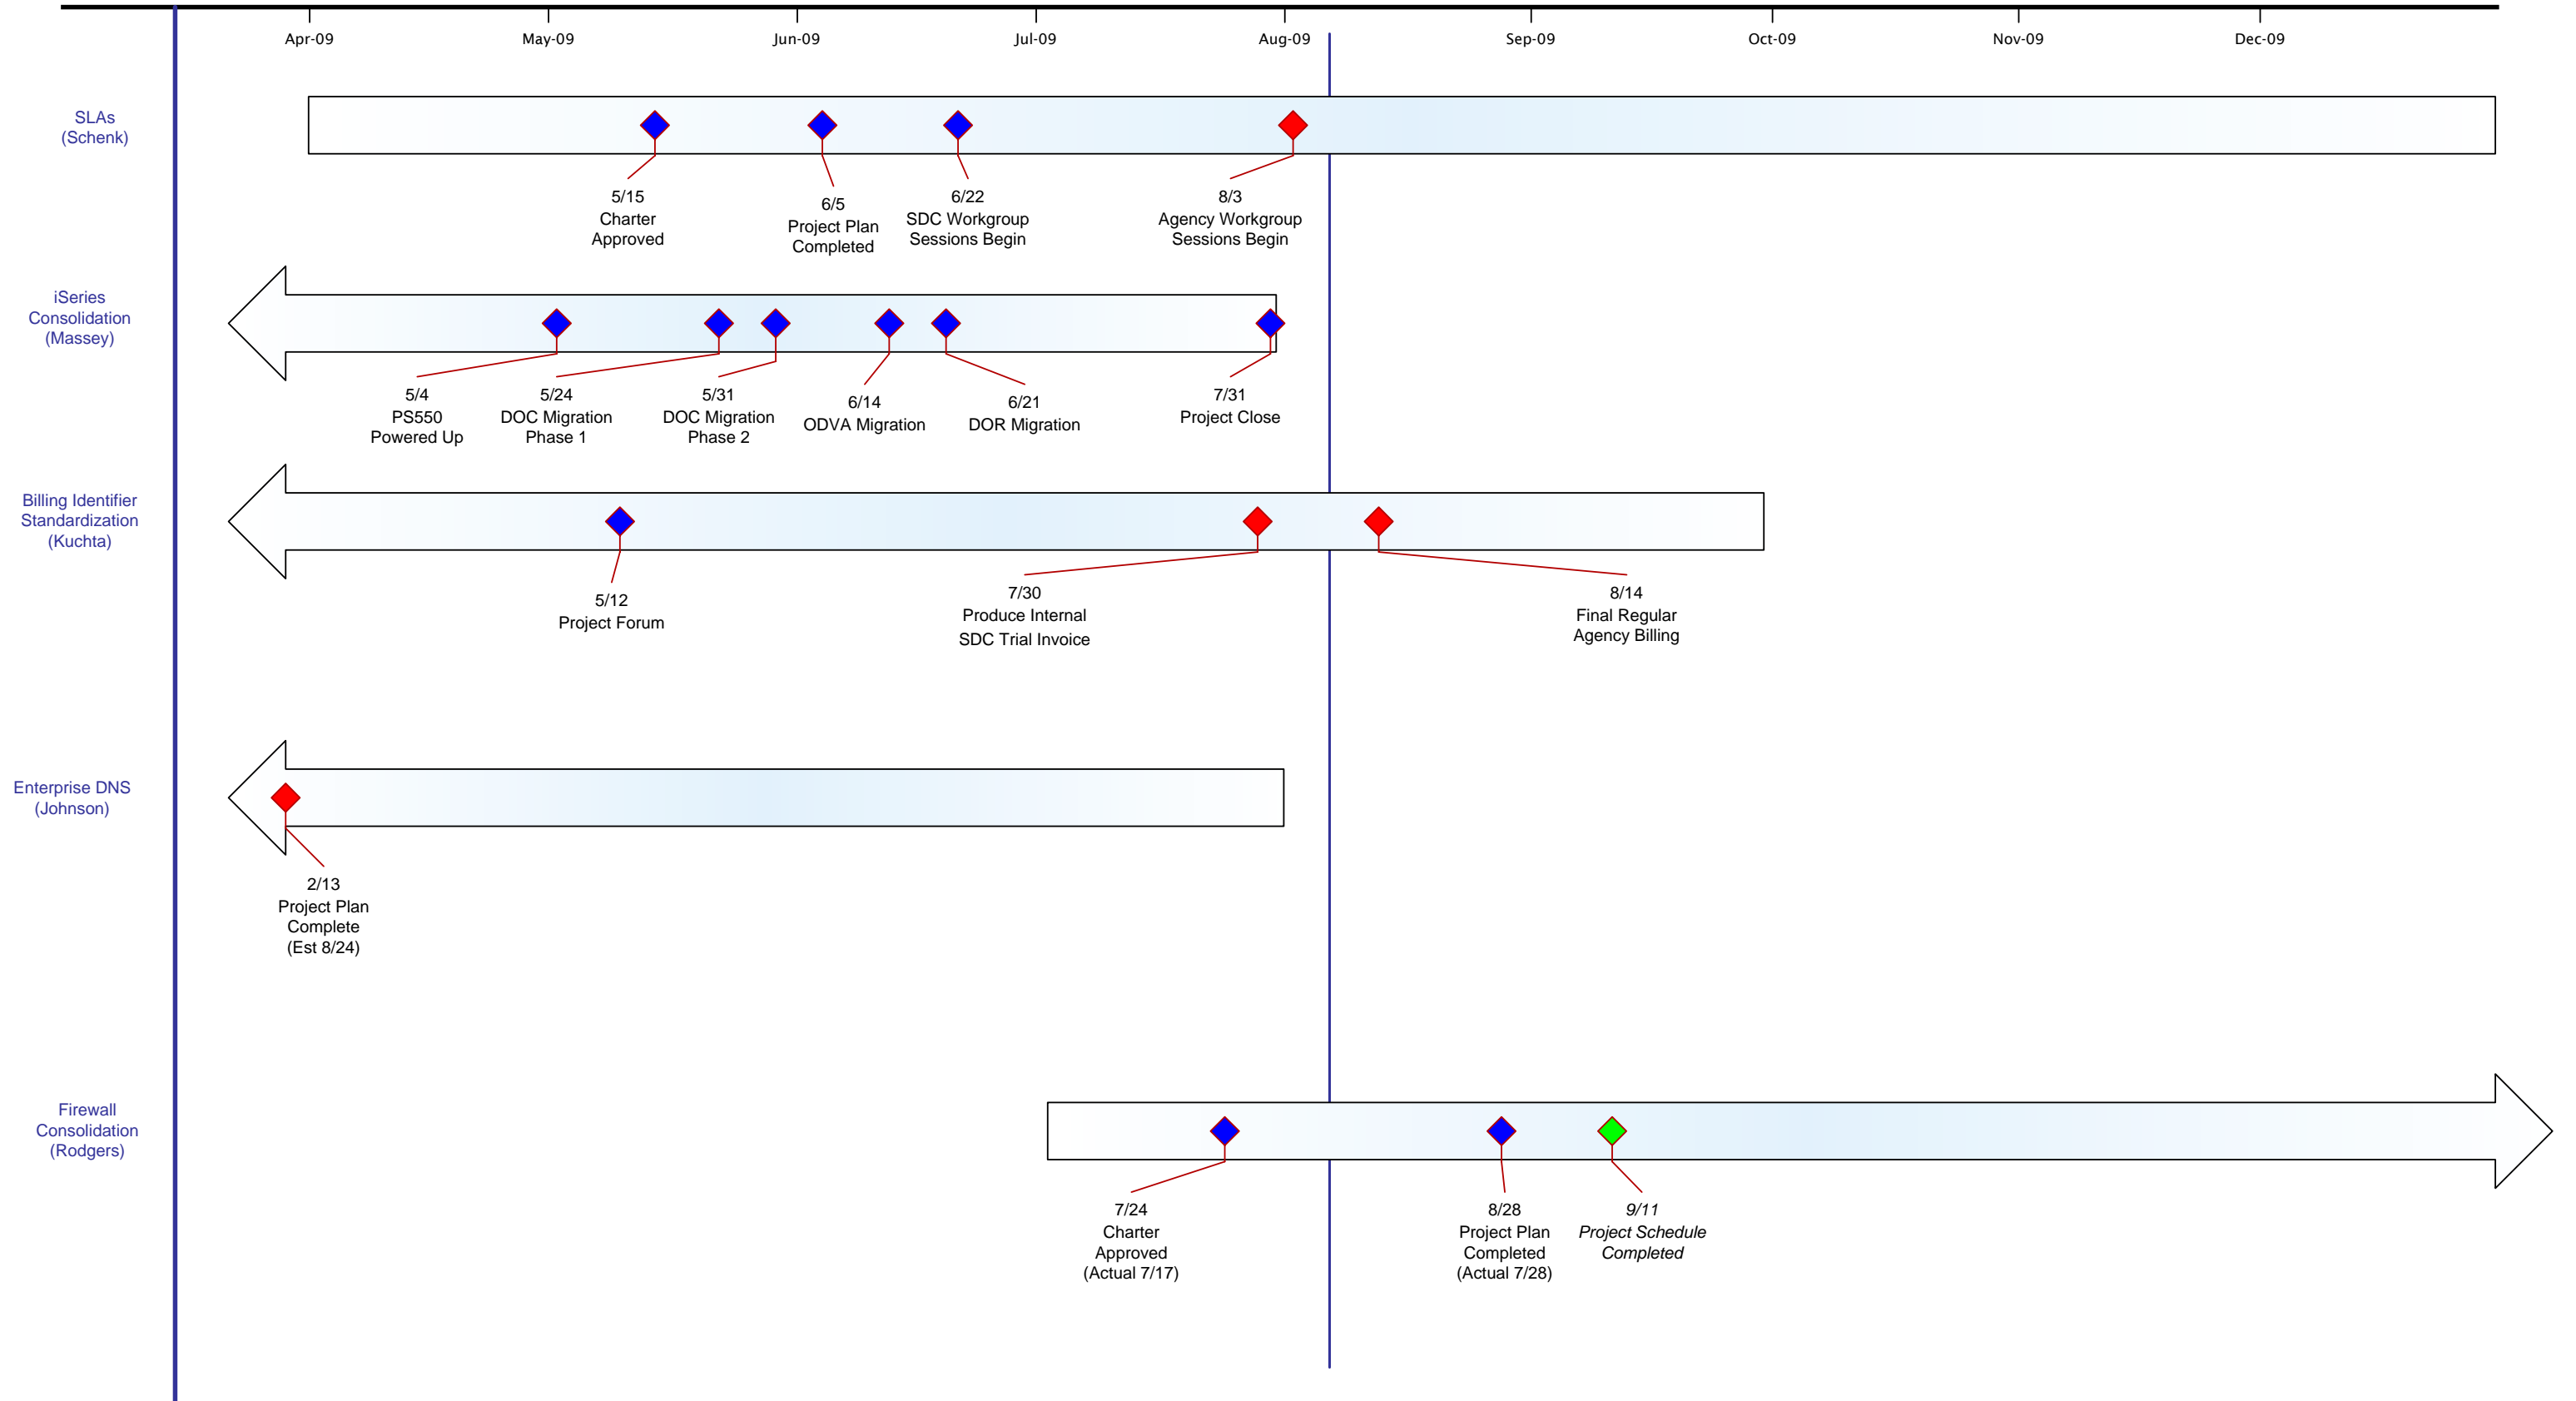 Apr-09
May-09
Jun-09
Jul-09
Aug-09
Sep-09
Oct-09
Nov-09
Dec-09
SLAs
(Schenk)
5/15
Charter
Approved
6/5
Project Plan
Completed
6/22
SDC Workgroup
Sessions Begin
8/3
Agency Workgroup
Sessions Begin
iSeries
Consolidation
(Massey)
5/4
PS550
Powered Up
5/24
DOC Migration
Phase 1
5/31
DOC Migration
Phase 2
6/14
ODVA Migration
6/21
DOR Migration
7/31
Project Close
Billing Identifier
Standardization
(Kuchta)
5/12
Project Forum
7/30
Produce Internal
SDC Trial Invoice
8/14
Final Regular
Agency Billing
Enterprise DNS
(Johnson)
2/13
Project Plan
Complete
(Est 8/24)
Firewall
Consolidation
(Rodgers)
7/24
Charter
Approved
(Actual 7/17)
8/28
Project Plan
Completed
(Actual 7/28)
9/11
Project Schedule
Completed